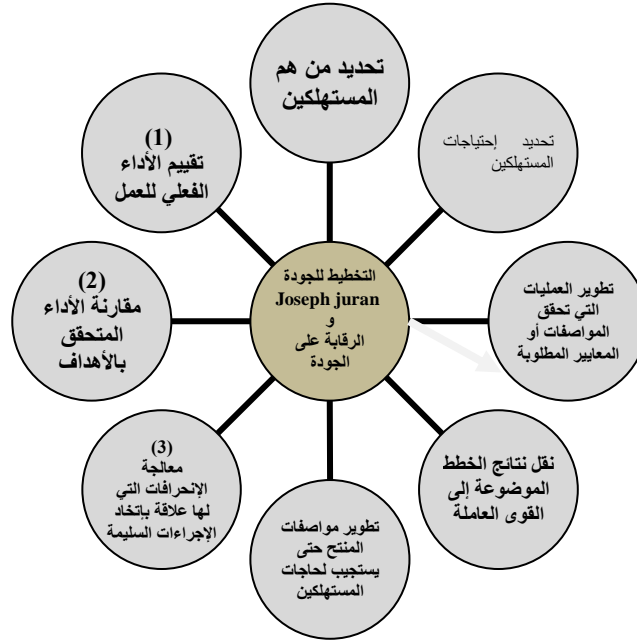 تحديد من هم
المستهلكين
تحديد إحتياجات
المستهلكين
(1)
تقييم الأداء
الفعلي للعمل
التخطيط للجودة
Joseph juran
و
الرقابة على
الجودة
تطوير العمليات
التي تحقق
المواصفات أو
المعايير المطلوبة
(2)
مقارنة الأداء
المتحقق
بالأهداف
نقل نتائج الخطط
الموضوعة إلى
القوى العاملة
(3)
معالجة
الإنحرافات التي
لها علاقة بإتخاد
الإجراءات السليمة
تطوير مواصفات
المنتج حتى
يستجيب لحاجات
المستهلكين